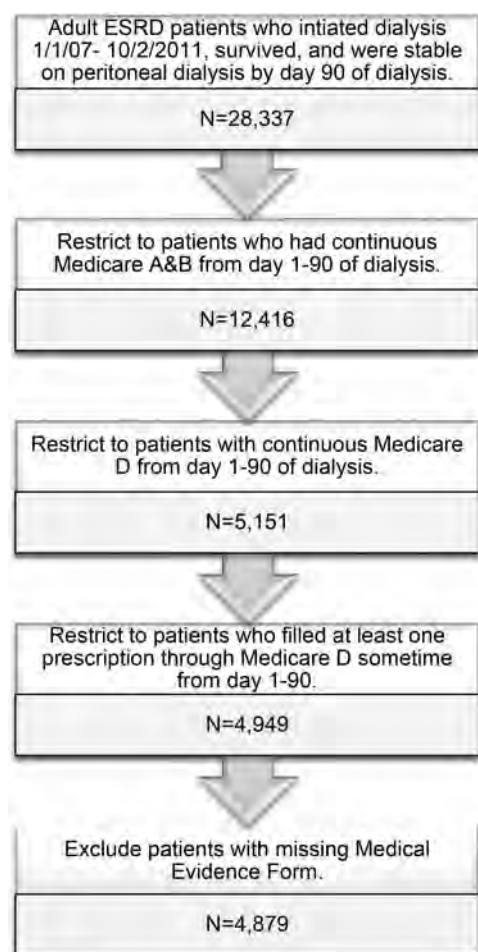 Adult ESRD patients who intiated dialysis
1/1/07- 10/2/2011, survived, and were stable
on peritoneal dialysis by day 90 of dialysis.
N=28,337
Restrict to patients who had continuous
Medicare A&B from day 1-90 of dialysis.
N=12,416
Restrict to patients with continuous Medicare
D from day 1-90 of dialysis.
N=5,151
Restrict to patients who filled at least one
prescription through Medicare D sometime
from day 1-90.
N=4,949
Exclude patients with missing Medical
Evidence Form.
N=4,879